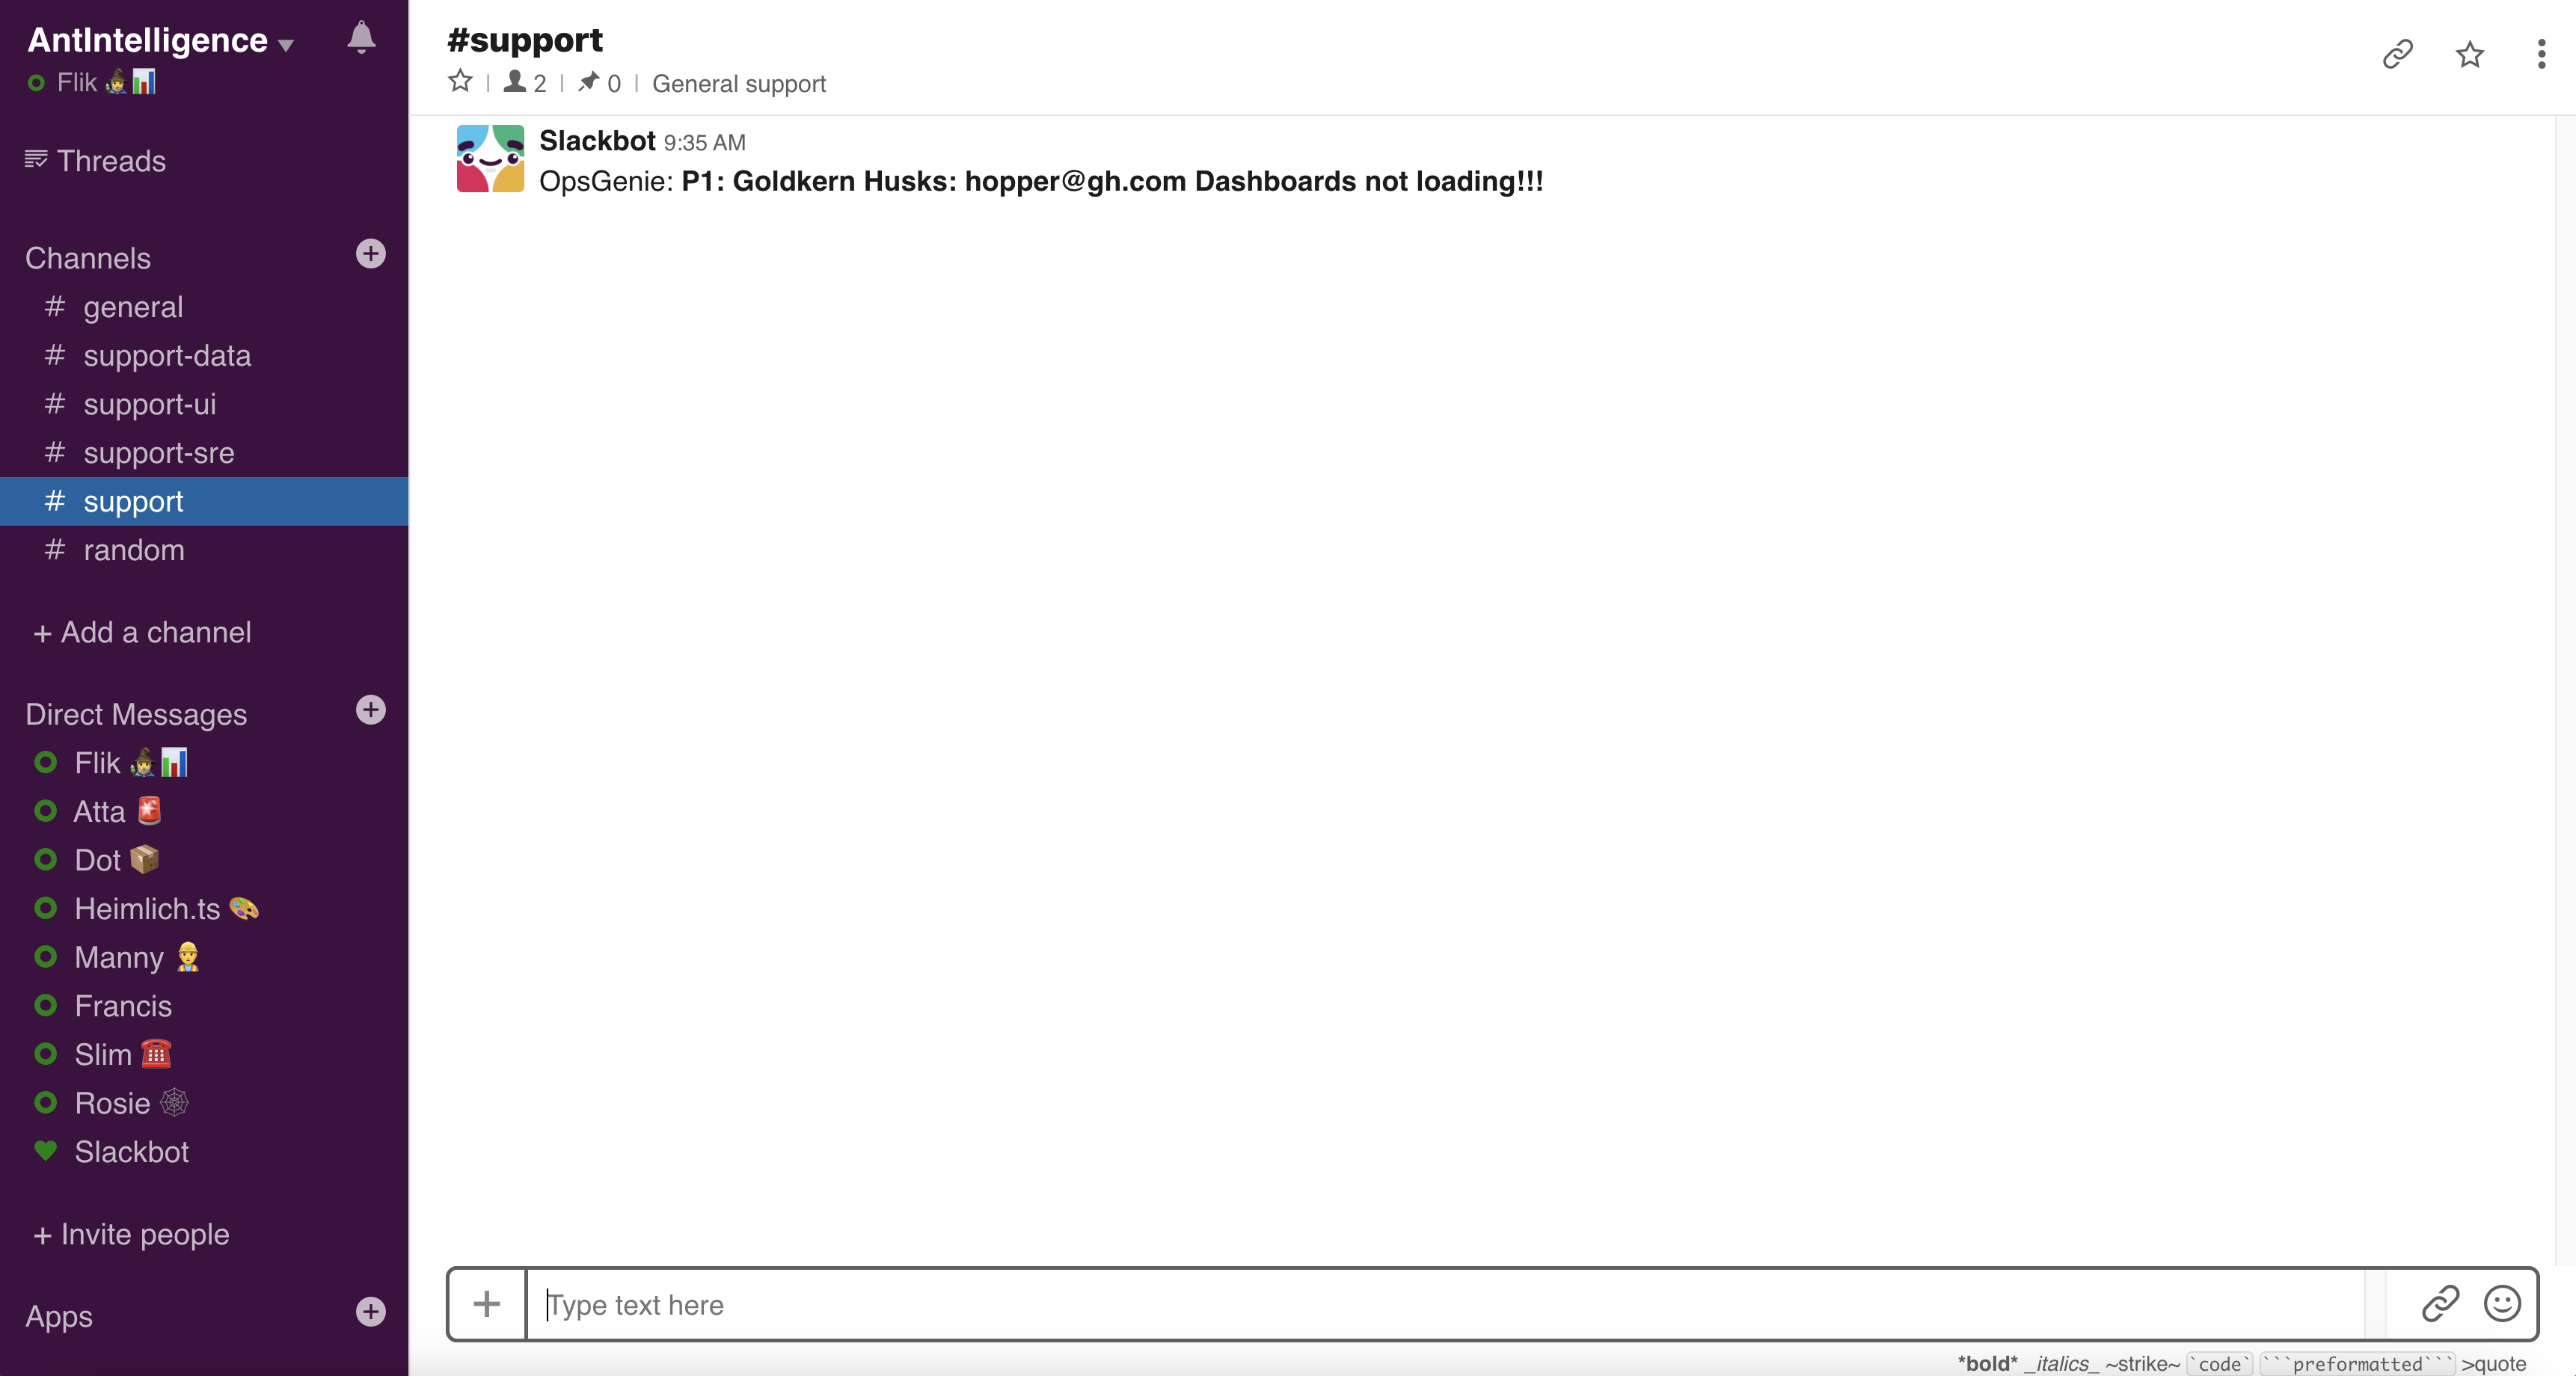 AntIntelligence
Flik
Threads
Channels
# general
# support-data
# support-ui
# support-sre
# support
# random
+ Add a channel
Direct Messages
Flik
Atta
Dot
Heimlich.ts
Manny
Francis
Slim
Rosie
Slackbot
+ Invite people
Apps
#support
2 | 0 | General support
Slackbot 9:35 AM
OpsGenie: P1: Goldkern Husks: hopper@gh.com Dashboards not loading!!!
Type text here
*bold* _italics_ ~strike~ `code` ```preformatted``` >quote